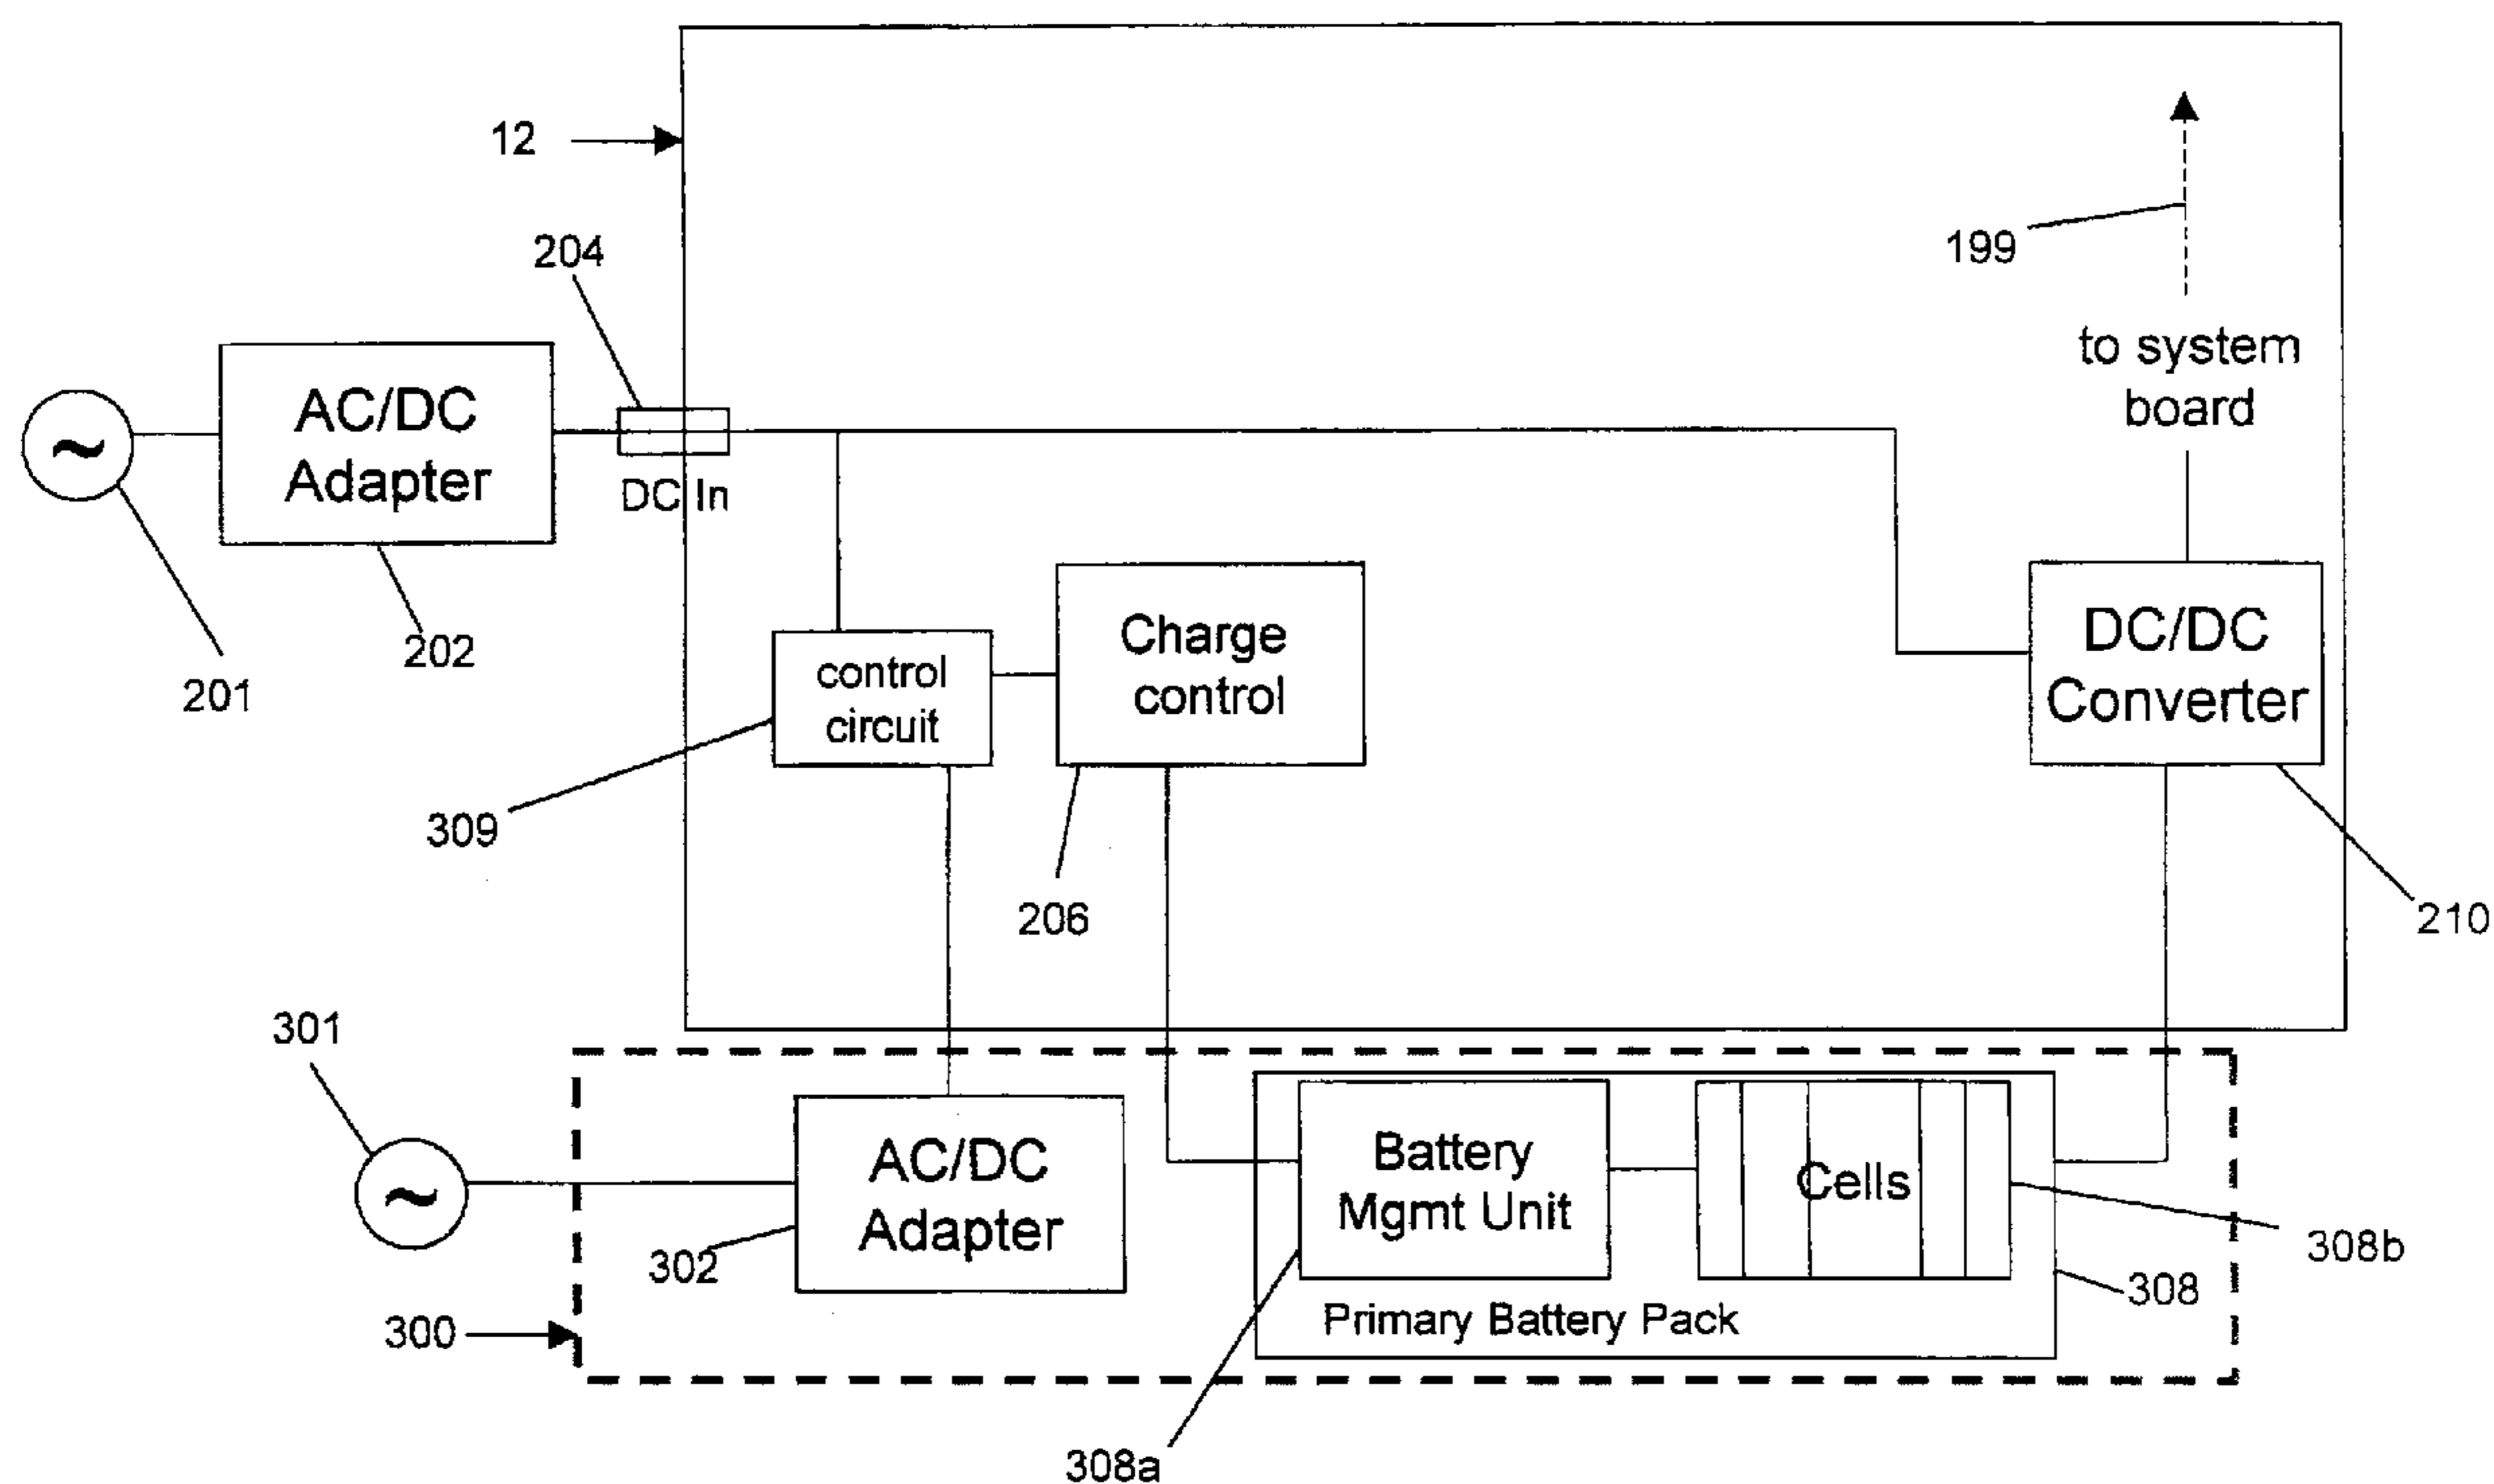 12
204
199
to system
board
AC/DC
Adapter
~
DC In
202
201
Charge
control
control
circuit
DC/DC
Converter
309
206
210
301
AC/DC
Adapter
~
302
Battery
Mgmt Unit
Cells
308b
308
300
Primary Battery Pack
308a